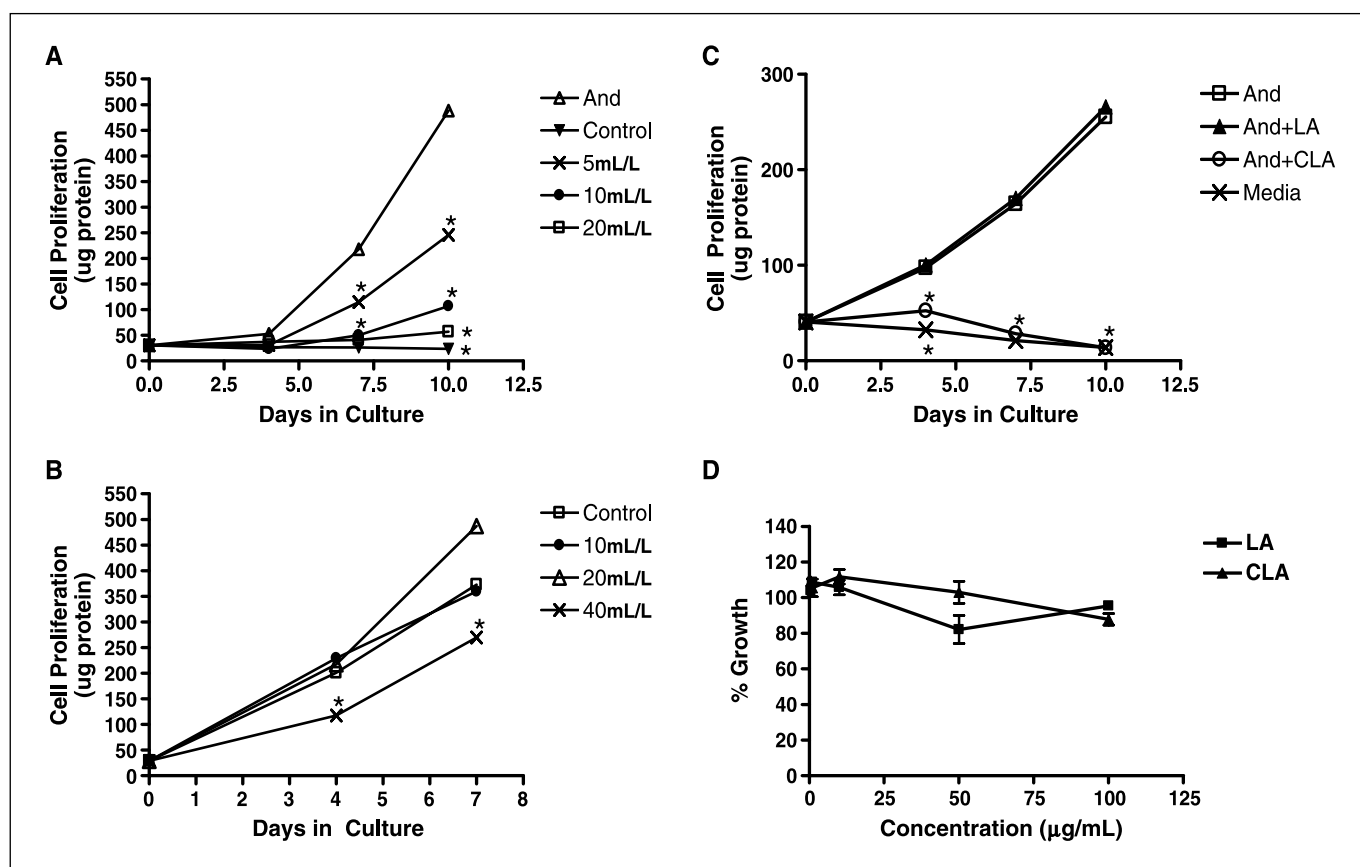 A
550
500
450
400
350
300
250
200
150
100
50
0
Cell Proliferation
(ug protein)
0.0 2.5 5.0 7.5 10.0 12.5
Days in Culture
And
Control
5mL/L
10mL/L
20mL/L
* * * * * *
C
300
200
100
0
Cell Proliferation
(ug protein)
0.0 2.5 5.0 7.5 10.0 12.5
Days in Culture
And
And+LA
And+CLA
Media
* * * *
B
550
500
450
400
350
300
250
200
150
100
50
0
Cell Proliferation
(ug protein)
0 1 2 3 4 5 6 7 8
Days in Culture
Control
10mL/L
20mL/L
40mL/L
* *
D
140
120
100
80
60
40
20
0
% Growth
0 25 50 75 100 125
Concentration (μg/mL)
LA
CLA